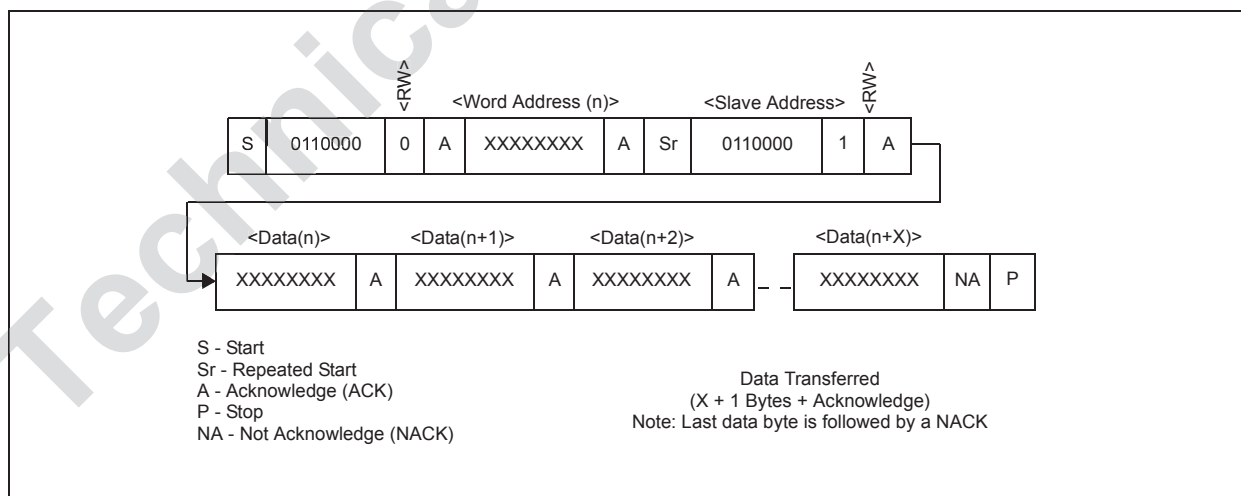 Technica
<RW>
<Word Address (n)>
<Slave Address>
<RW>
S 0110000 0 A XXXXXXXX A Sr 0110000 1 A
<Data(n)> <Data(n+1)> <Data(n+2)> <Data(n+X)>
XXXXXXXX A XXXXXXXX A XXXXXXXX A XXXXXXXX NA P
S - Start
Sr - Repeated Start
A - Acknowledge (ACK)
P - Stop
NA - Not Acknowledge (NACK)
Data Transferred
(X + 1 Bytes + Acknowledge)
Note: Last data byte is followed by a NACK